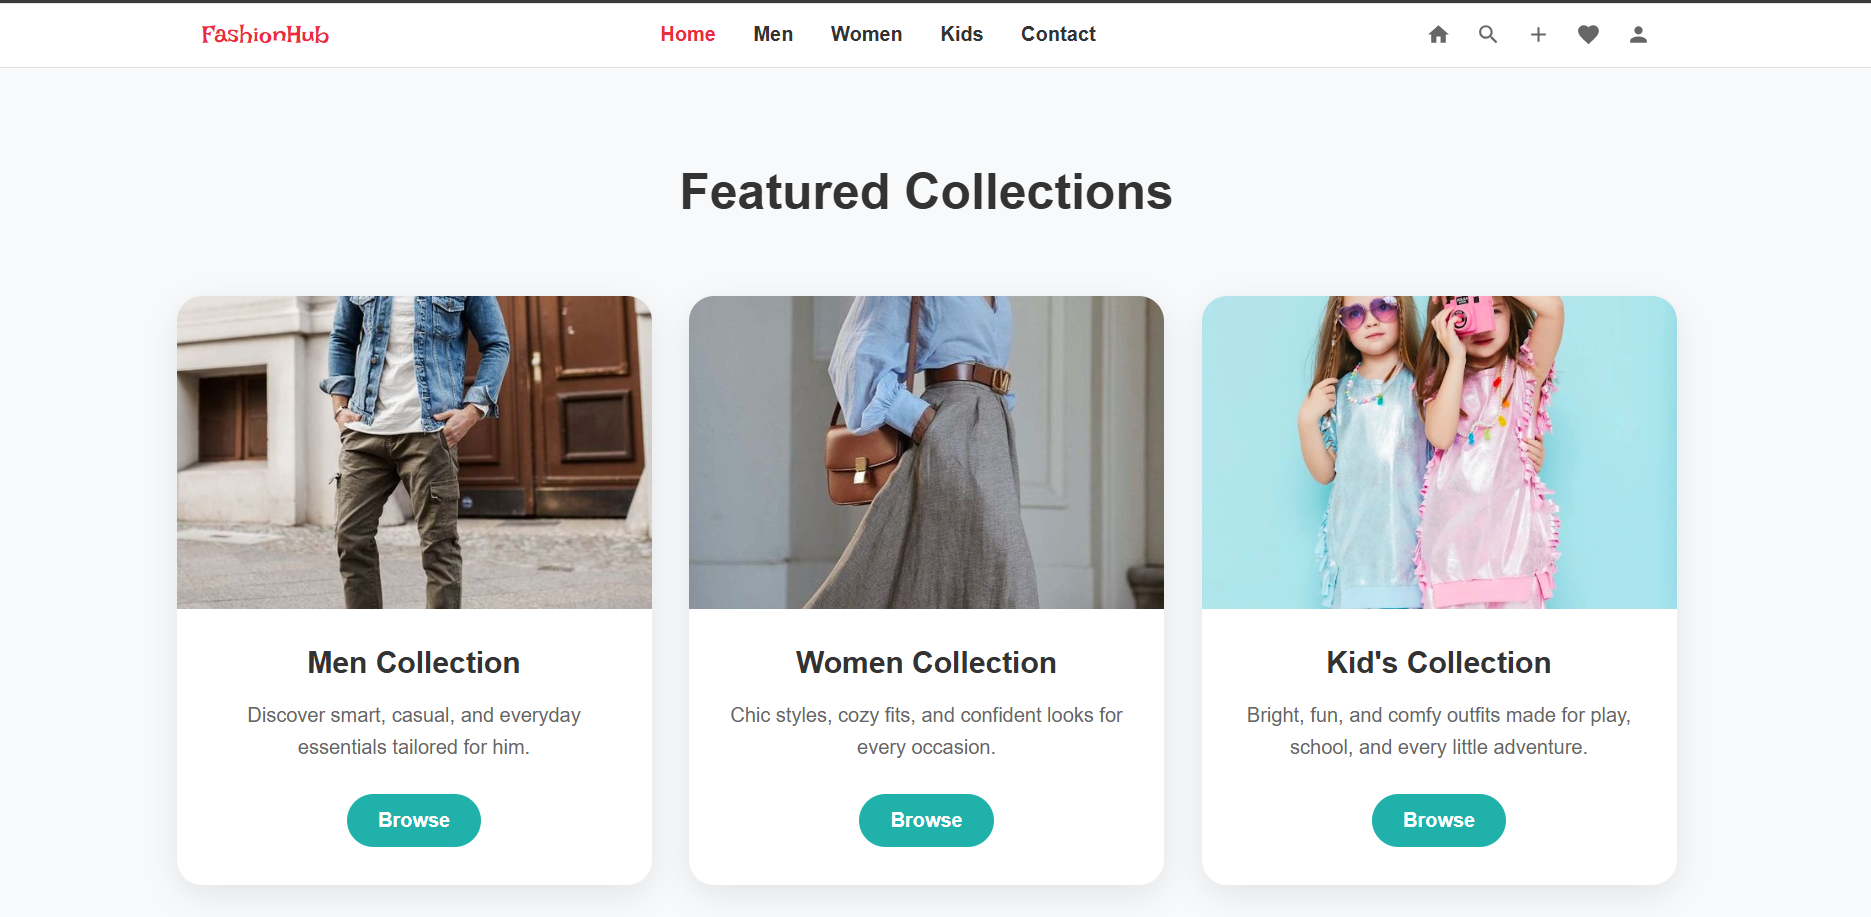 FashionHub
Home
Men
Women
Kids
Contact
Featured Collections
Men Collection
Discover smart, casual, and everyday
essentials tailored for him.
Browse
Women Collection
Chic styles, cozy fits, and confident looks for
every occasion.
Browse
Kid's Collection
Bright, fun, and comfy outfits made for play,
school, and every little adventure.
Browse